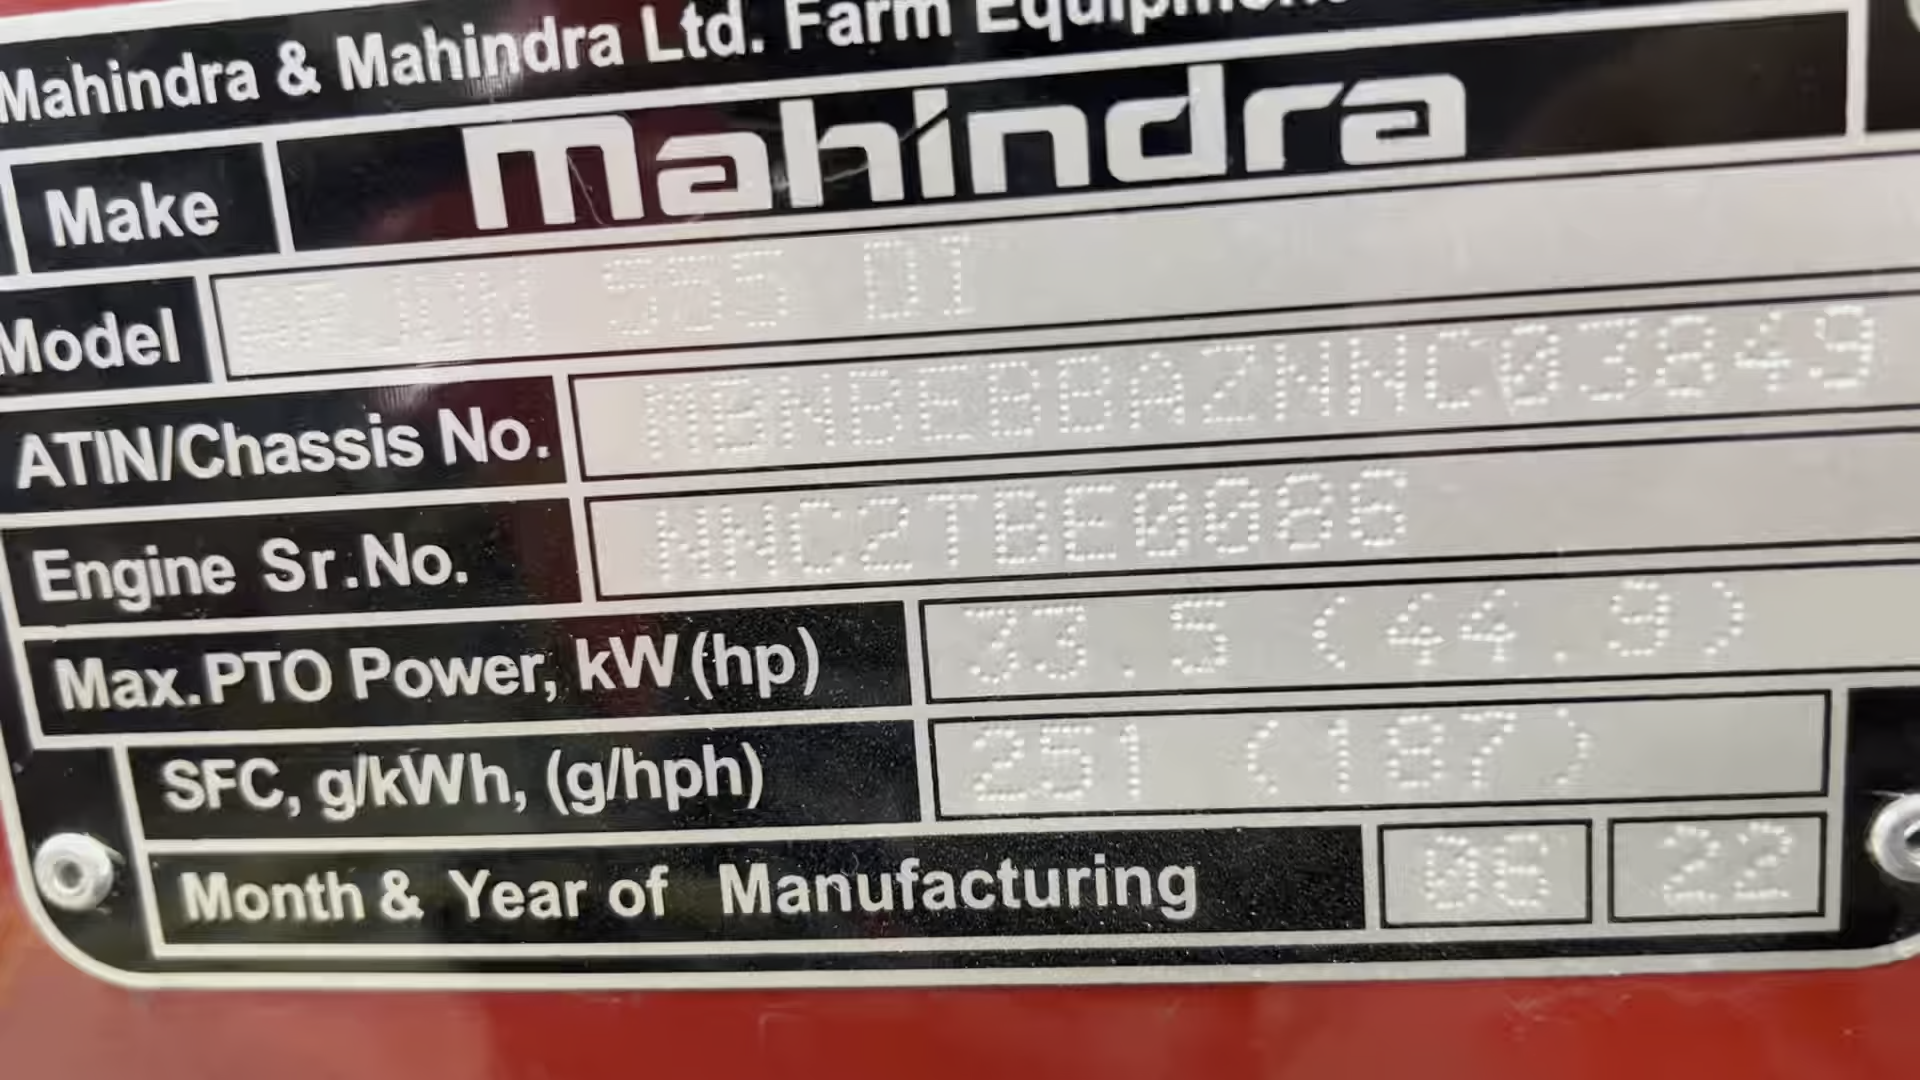 Mahindra & Mahindra Ltd. Farm Equipment
Make mahindra
Model ARJUN 555 DI
ATIN/Chassis No. MBNBEBBAZNNC03849
Engine Sr.No. NNC2TBE0086
Max.PTO Power, kW(hp) 33.5 (44.9)
SFC, g/kWh, (g/hph) 251 (187)
Month & Year of Manufacturing 06 22